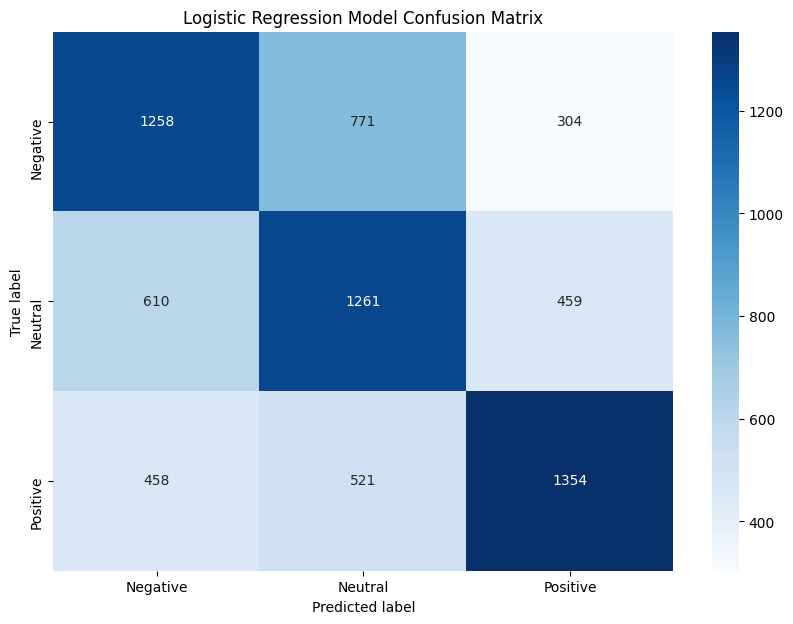 Logistic Regression Model Confusion Matrix
Negative
1258
771
304
Neutral
610
1261
459
Positive
458
521
1354
True label
Negative
Neutral
Positive
Predicted label
1200
1000
800
600
400